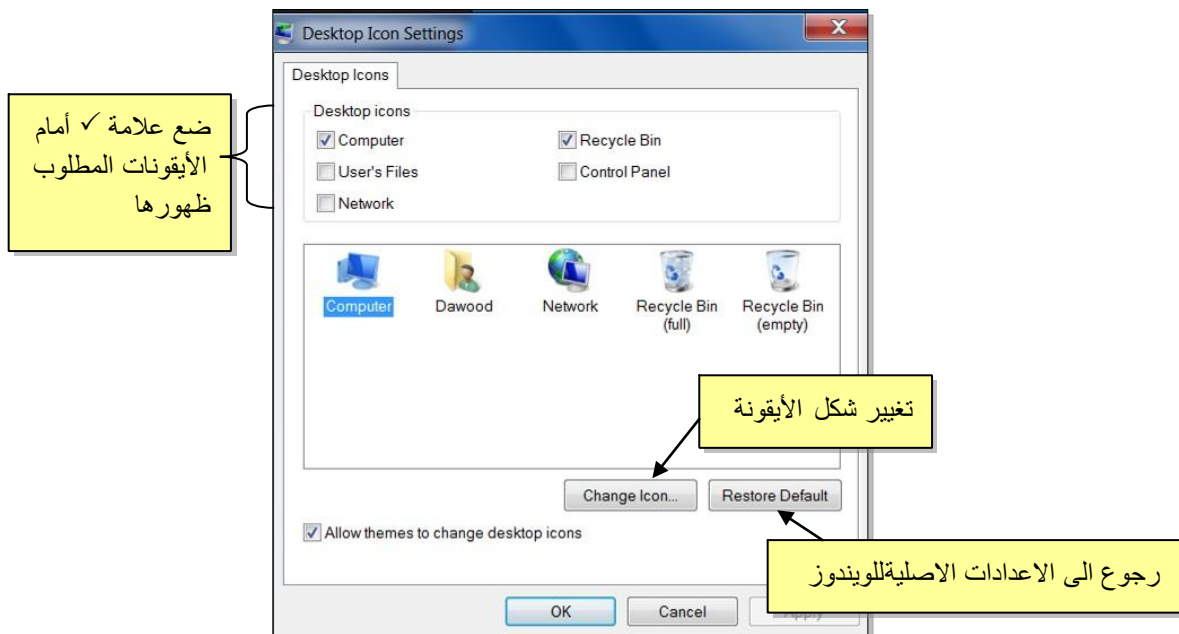 Desktop Icon Settings
X
Desktop Icons
Desktop icons
Computer
Recycle Bin
User's Files
Control Panel
Network
ضع علامة ✓ أمام
الأيقونات المطلوب
ظهورها
Computer
Dawood
Network
Recycle Bin
(full)
Recycle Bin
(empty)
تغيير شكل الأيقونة
Change Icon...
Restore Default
Allow themes to change desktop icons
رجوع الى الاعدادات الاصليةللويندوز
OK
Cancel